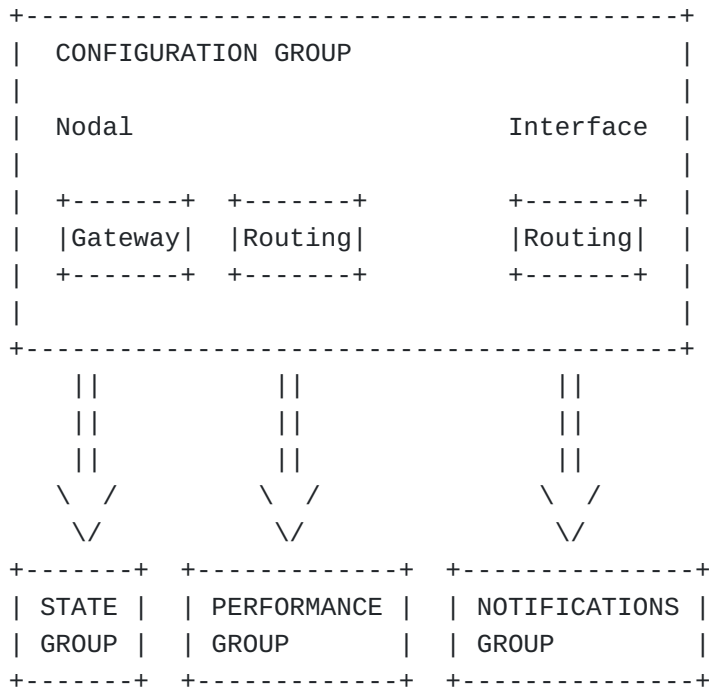 CONFIGURATION GROUP
Nodal Interface
Gateway Routing Routing
STATE PERFORMANCE NOTIFICATIONS
GROUP GROUP GROUP